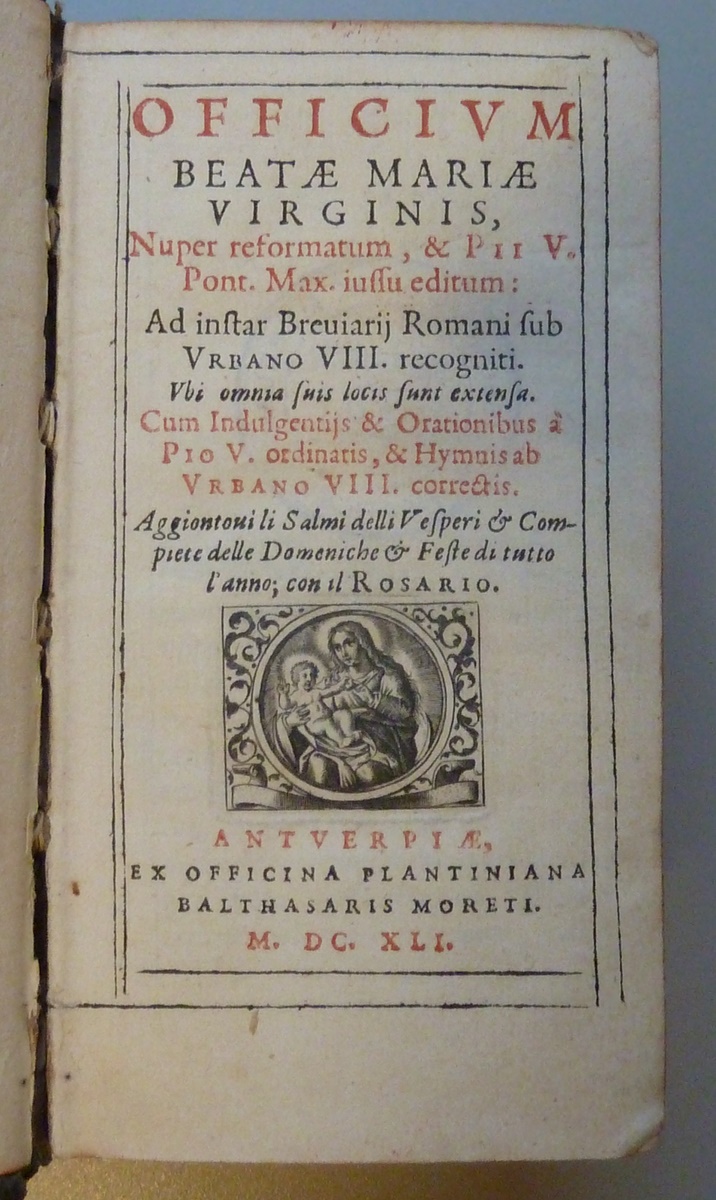 OFFICIVM
BEATÆ MARIÆ
VIRGINIS,
Nuper reformatum, & PII V.
Pont. Max. iuſſu editum:
Ad inſtar Breuiarij Romani ſub
VRBANO VIII. recogniti.
Vbi omnia ſuis locis ſunt extenſa.
Cum Indulgentijs & Orationibus à
PIO V. ordinatis, & Hymnis ab
VRBANO VIII. correctis.
Aggiontoui li Salmi delli Veſperi & Com-
piete delle Domeniche & Feſte di tutto
l'anno; con il ROSARIO.
ANTVERPIÆ,
EX OFFICINA PLANTINIANA
BALTHASARIS MORETI.
M. DC. XLI.